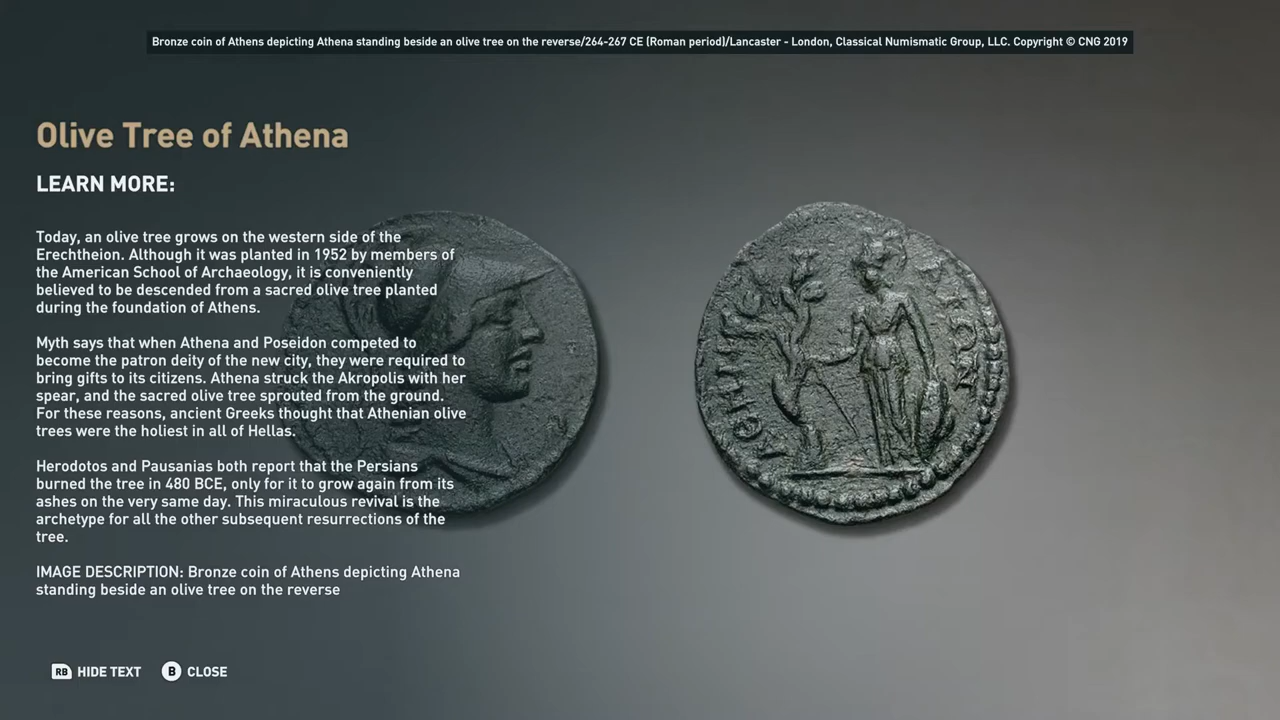 Bronze coin of Athens depicting Athena standing beside an olive tree on the reverse/264-267 CE (Roman period)/Lancaster - London, Classical Numismatic Group, LLC. Copyright © CNG 2019
Olive Tree of Athena
LEARN MORE:
Today, an olive tree grows on the western side of the
Erechtheion. Although it was planted in 1952 by members of
the American School of Archaeology, it is conveniently
believed to be descended from a sacred olive tree planted
during the foundation of Athens.
Myth says that when Athena and Poseidon competed to
become the patron deity of the new city, they were required to
bring gifts to its citizens. Athena struck the Akropolis with her
spear, and the sacred olive tree sprouted from the ground.
For these reasons, ancient Greeks thought that Athenian olive
trees were the holiest in all of Hellas.
Herodotos and Pausanias both report that the Persians
burned the tree in 480 BCE, only for it to grow again from its
ashes on the very same day. This miraculous revival is the
archetype for all the other subsequent resurrections of the
tree.
IMAGE DESCRIPTION: Bronze coin of Athens depicting Athena
standing beside an olive tree on the reverse
RB HIDE TEXT B CLOSE